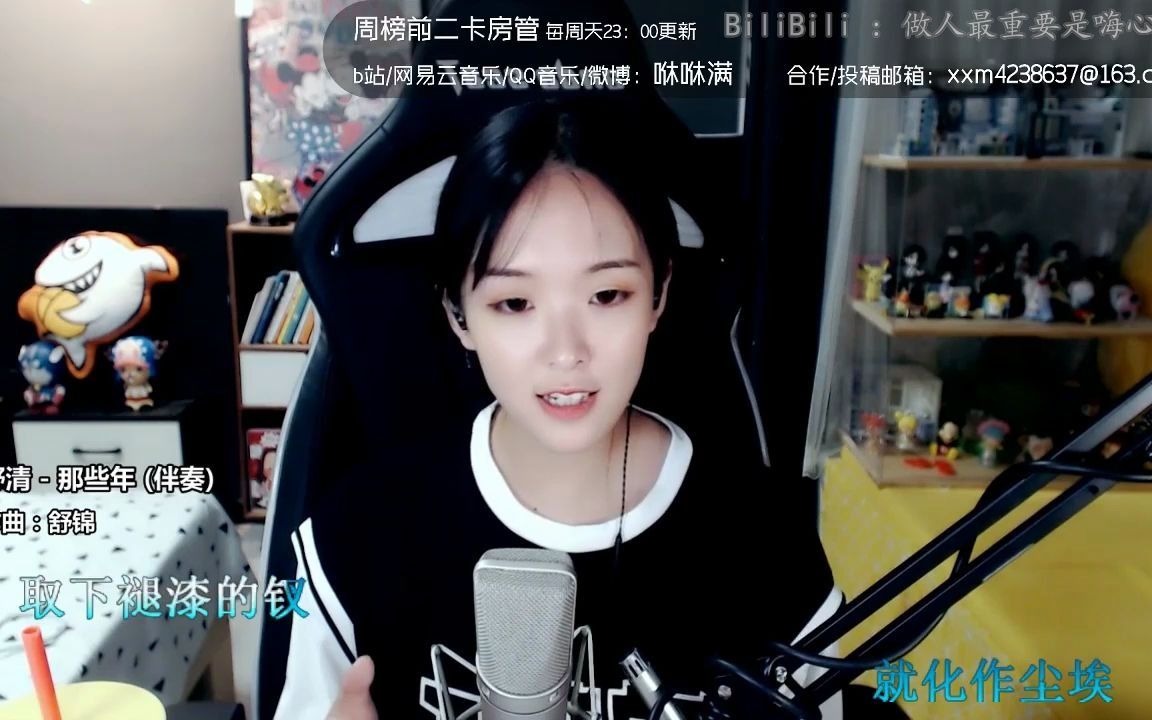 周榜前二卡房管 每周天23：00更新
BiliBili ：做人最重要是嗨心
b站/网易云音乐/QQ音乐/微博：咻咻满
合作/投稿邮箱：xxm4238637@163.c
清 - 那些年 (伴奏)
曲：舒锦
取下褪漆的钗
就化作尘埃